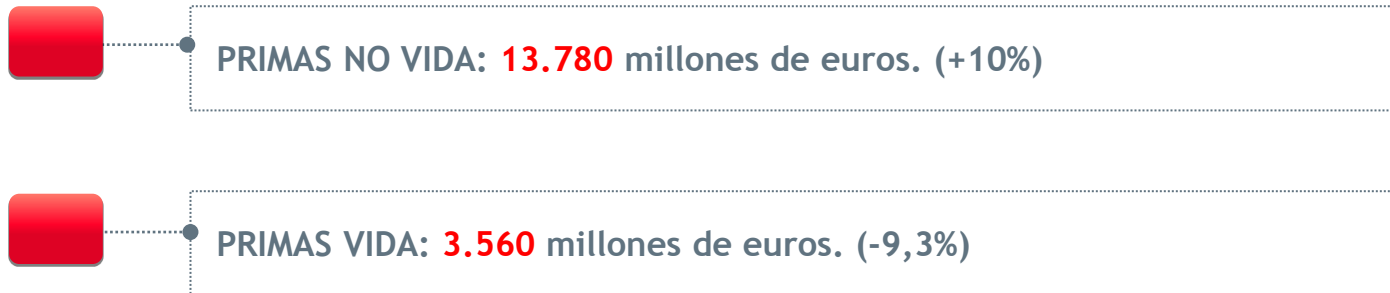 PRIMAS NO VIDA: 13.780 millones de euros. (+10%)
PRIMAS VIDA: 3.560 millones de euros. (-9,3%)